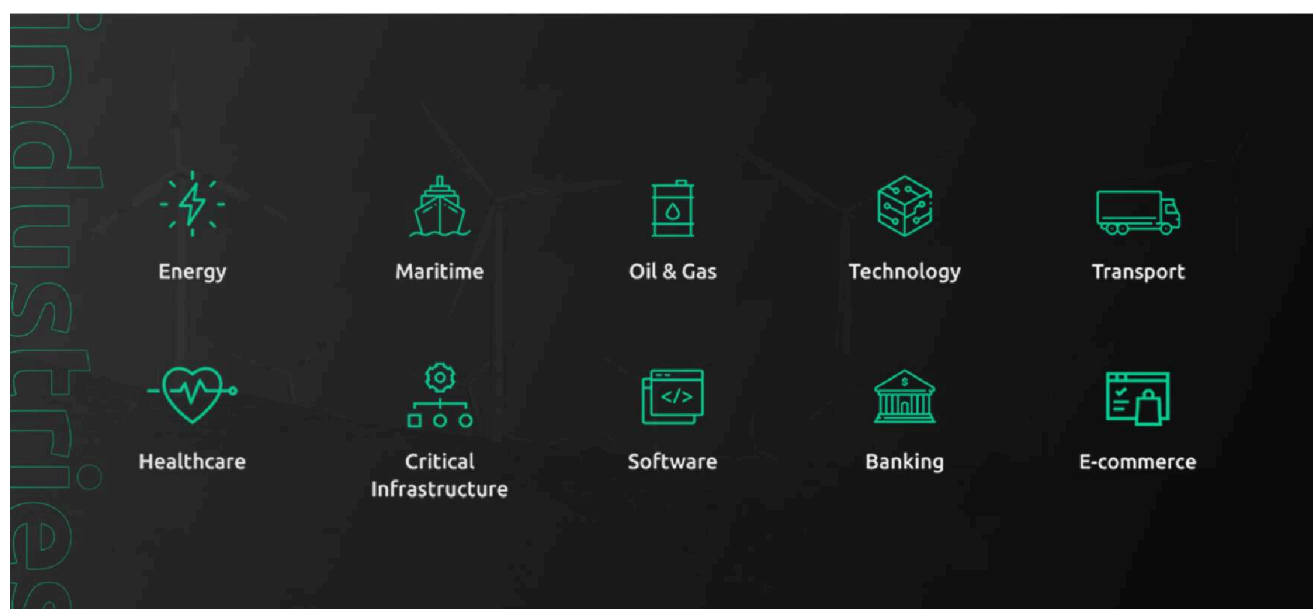 industries
Energy
Maritime
Oil & Gas
Technology
Transport
Healthcare
Critical
Infrastructure
Software
Banking
E-commerce
$
</>